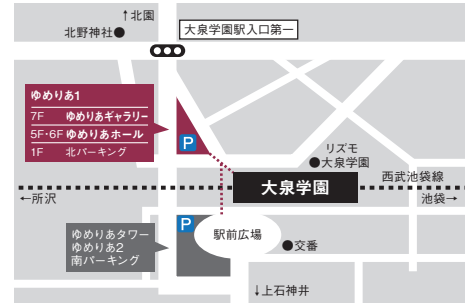 ↑北園
北野神社●
大泉学園駅入口第一
ゆめりあ1
7F ゆめりあギャラリー
5F・6F ゆめりあホール
1F 北パーキング
P
リズモ
●大泉学園
西武池袋線
大泉学園
←所沢
池袋→
P
ゆめりあタワー
ゆめりあ2
南パーキング
駅前広場
●交番
↓上石神井